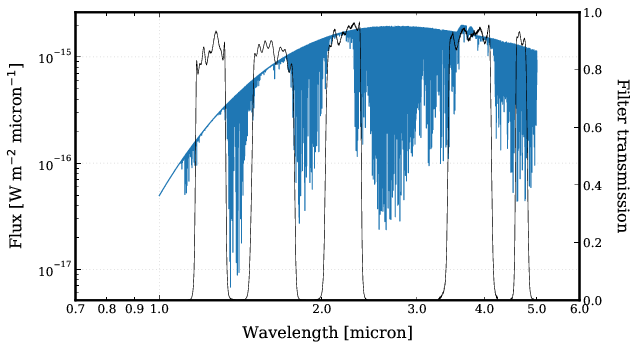 Flux [W m⁻² micron⁻¹]
10⁻¹⁵
10⁻¹⁶
10⁻¹⁷
1.0
0.8
0.6
0.4
0.2
0.0
Filter transmission
0.7 0.8 0.9 1.0 2.0 3.0 4.0 5.0 6.0
Wavelength [micron]